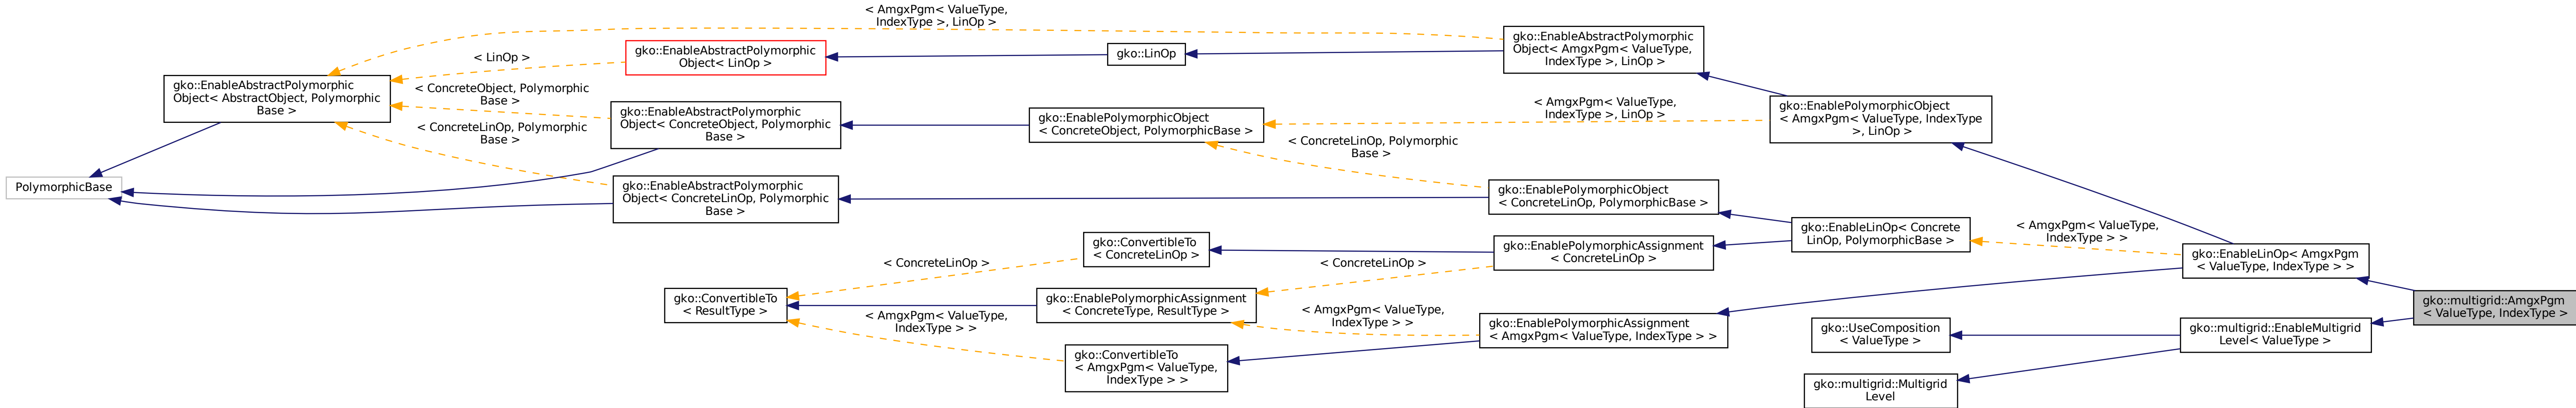 < AmgxPgm< ValueType,
IndexType >, LinOp >
gko::EnableAbstractPolymorphic
Object< AmgxPgm< ValueType,
IndexType >, LinOp >
gko::EnableAbstractPolymorphic
Object< LinOp >
gko::LinOp
< LinOp >
gko::EnableAbstractPolymorphic
Object< AbstractObject, Polymorphic
Base >
< ConcreteObject, Polymorphic
Base >
gko::EnableAbstractPolymorphic
Object< ConcreteObject, Polymorphic
Base >
gko::EnablePolymorphicObject
< ConcreteObject, PolymorphicBase >
< AmgxPgm< ValueType,
IndexType >, LinOp >
gko::EnablePolymorphicObject
< AmgxPgm< ValueType, IndexType
>, LinOp >
< ConcreteLinOp, Polymorphic
Base >
< ConcreteLinOp, Polymorphic
Base >
PolymorphicBase
gko::EnableAbstractPolymorphic
Object< ConcreteLinOp, Polymorphic
Base >
gko::EnablePolymorphicObject
< ConcreteLinOp, PolymorphicBase >
gko::EnableLinOp< Concrete
LinOp, PolymorphicBase >
< AmgxPgm< ValueType,
IndexType > >
gko::ConvertibleTo
< ConcreteLinOp >
gko::EnablePolymorphicAssignment
< ConcreteLinOp >
gko::EnableLinOp< AmgxPgm
< ValueType, IndexType > >
< ConcreteLinOp >
< ConcreteLinOp >
gko::ConvertibleTo
< ResultType >
gko::EnablePolymorphicAssignment
< ConcreteType, ResultType >
gko::multigrid::AmgxPgm
< ValueType, IndexType >
< AmgxPgm< ValueType,
IndexType > >
< AmgxPgm< ValueType,
IndexType > >
gko::EnablePolymorphicAssignment
< AmgxPgm< ValueType, IndexType > >
gko::UseComposition
< ValueType >
gko::multigrid::EnableMultigrid
Level< ValueType >
gko::ConvertibleTo
< AmgxPgm< ValueType,
IndexType > >
gko::multigrid::Multigrid
Level